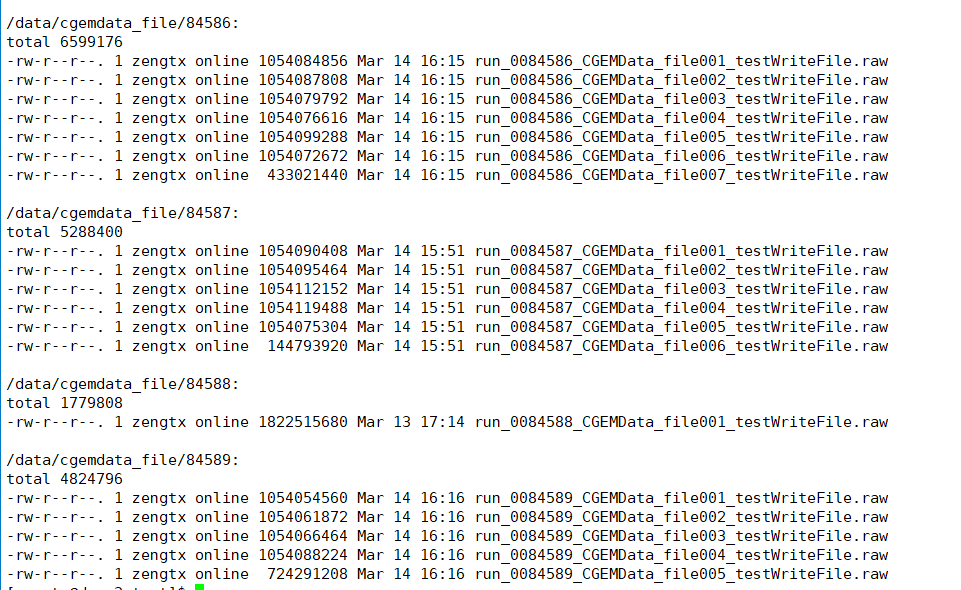 /data/cgemdata_file/84586:
total 6599176
-rw-r--r--. 1 zengtx online 1054084856 Mar 14 16:15 run_0084586_CGEMData_file001_testWriteFile.raw
-rw-r--r--. 1 zengtx online 1054087808 Mar 14 16:15 run_0084586_CGEMData_file002_testWriteFile.raw
-rw-r--r--. 1 zengtx online 1054079792 Mar 14 16:15 run_0084586_CGEMData_file003_testWriteFile.raw
-rw-r--r--. 1 zengtx online 1054076616 Mar 14 16:15 run_0084586_CGEMData_file004_testWriteFile.raw
-rw-r--r--. 1 zengtx online 1054099288 Mar 14 16:15 run_0084586_CGEMData_file005_testWriteFile.raw
-rw-r--r--. 1 zengtx online 1054072672 Mar 14 16:15 run_0084586_CGEMData_file006_testWriteFile.raw
-rw-r--r--. 1 zengtx online  433021440 Mar 14 16:15 run_0084586_CGEMData_file007_testWriteFile.raw
/data/cgemdata_file/84587:
total 5288400
-rw-r--r--. 1 zengtx online 1054090408 Mar 14 15:51 run_0084587_CGEMData_file001_testWriteFile.raw
-rw-r--r--. 1 zengtx online 1054095464 Mar 14 15:51 run_0084587_CGEMData_file002_testWriteFile.raw
-rw-r--r--. 1 zengtx online 1054112152 Mar 14 15:51 run_0084587_CGEMData_file003_testWriteFile.raw
-rw-r--r--. 1 zengtx online 1054119488 Mar 14 15:51 run_0084587_CGEMData_file004_testWriteFile.raw
-rw-r--r--. 1 zengtx online 1054075304 Mar 14 15:51 run_0084587_CGEMData_file005_testWriteFile.raw
-rw-r--r--. 1 zengtx online  144793920 Mar 14 15:51 run_0084587_CGEMData_file006_testWriteFile.raw
/data/cgemdata_file/84588:
total 1779808
-rw-r--r--. 1 zengtx online 1822515680 Mar 13 17:14 run_0084588_CGEMData_file001_testWriteFile.raw
/data/cgemdata_file/84589:
total 4824796
-rw-r--r--. 1 zengtx online 1054054560 Mar 14 16:16 run_0084589_CGEMData_file001_testWriteFile.raw
-rw-r--r--. 1 zengtx online 1054061872 Mar 14 16:16 run_0084589_CGEMData_file002_testWriteFile.raw
-rw-r--r--. 1 zengtx online 1054066464 Mar 14 16:16 run_0084589_CGEMData_file003_testWriteFile.raw
-rw-r--r--. 1 zengtx online 1054088224 Mar 14 16:16 run_0084589_CGEMData_file004_testWriteFile.raw
-rw-r--r--. 1 zengtx online  724291208 Mar 14 16:16 run_0084589_CGEMData_file005_testWriteFile.raw